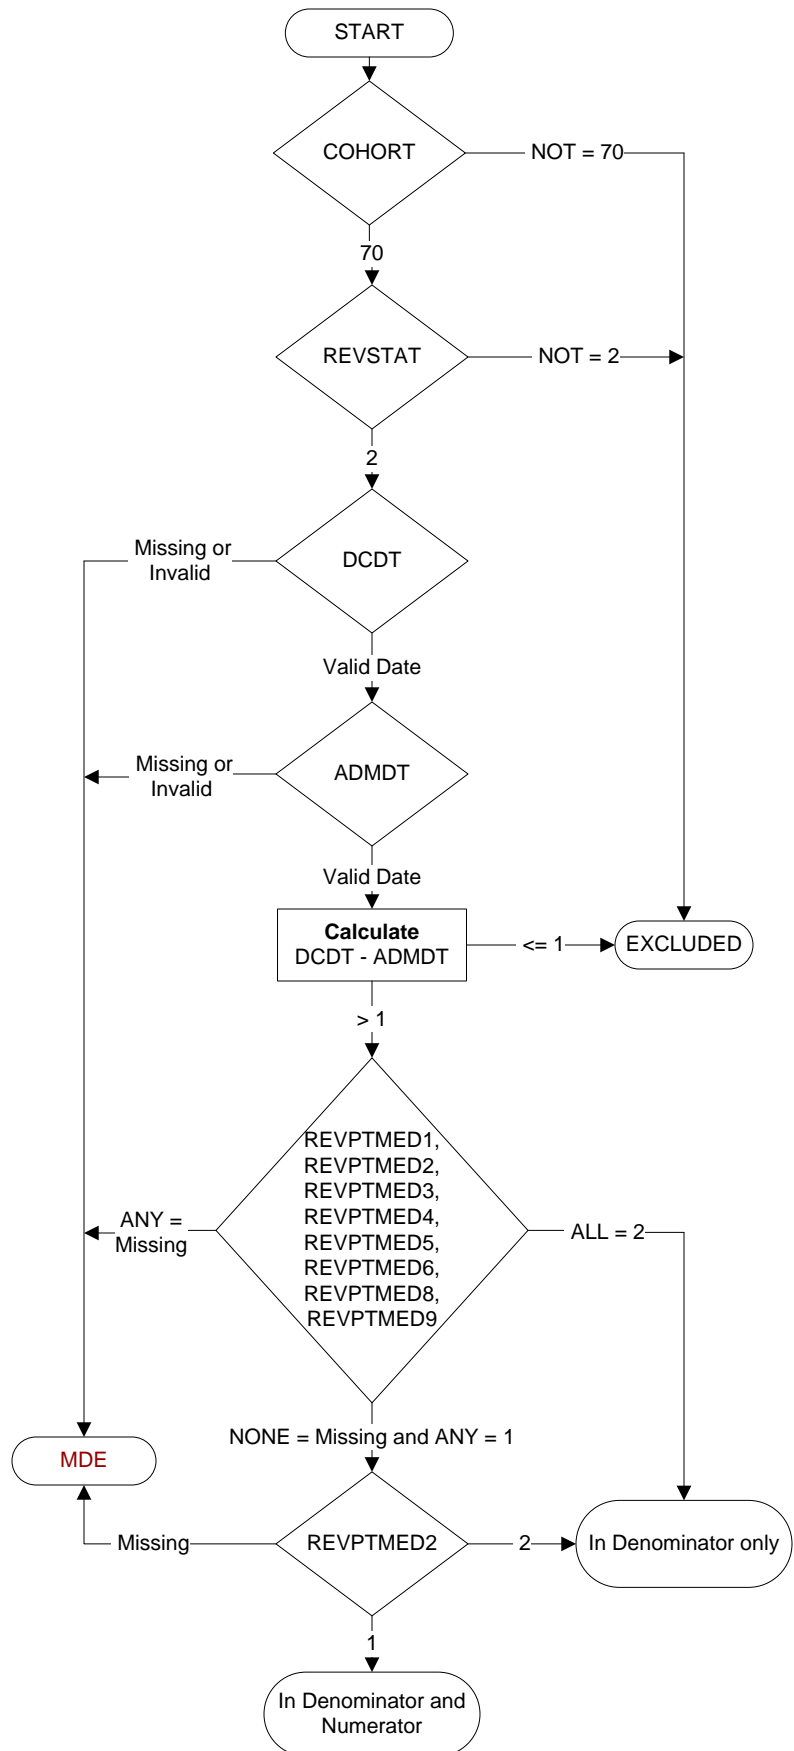 START
COHORT
NOT = 70
70
REVSTAT
NOT = 2
2
Missing or
Invalid
DCDT
Valid Date
Missing or
Invalid
ADMDT
Valid Date
Calculate
DCDT - ADMDT
<= 1
EXCLUDED
> 1
REVPTMED1,
REVPTMED2,
REVPTMED3,
REVPTMED4,
REVPTMED5,
REVPTMED6,
REVPTMED8,
REVPTMED9
ANY =
Missing
ALL = 2
NONE = Missing and ANY = 1
MDE
Missing
REVPTMED2
2
In Denominator only
1
In Denominator and
Numerator